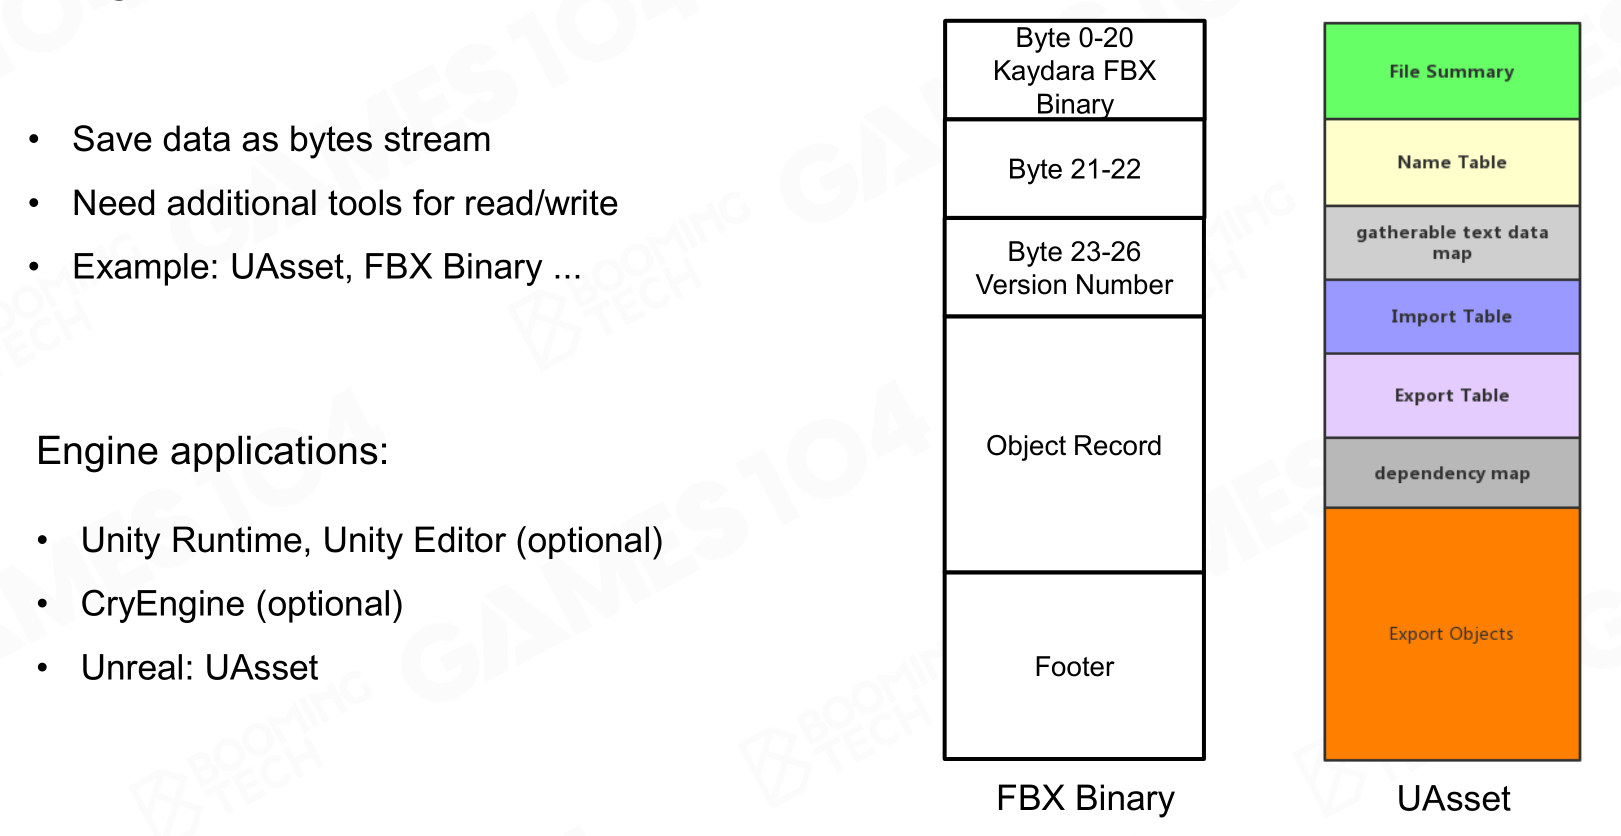 • Save data as bytes stream
• Need additional tools for read/write
• Example: UAsset, FBX Binary ...
Engine applications:
• Unity Runtime, Unity Editor (optional)
• CryEngine (optional)
• Unreal: UAsset
Byte 0-20
Kaydara FBX
Binary
Byte 21-22
Byte 23-26
Version Number
Object Record
Footer
FBX Binary
File Summary
Name Table
gatherable text data
map
Import Table
Export Table
dependency map
Export Objects
UAsset
GAMES104
BOOMING
TECH